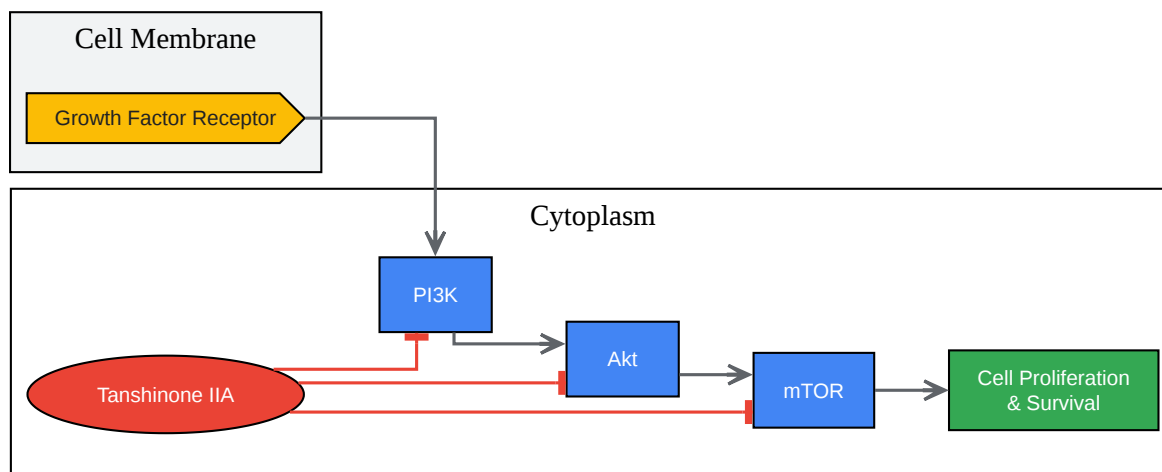 Cell Membrane
Growth Factor Receptor
Cytoplasm
PI3K
Akt
Tanshinone IIA
mTOR
Cell Proliferation
& Survival